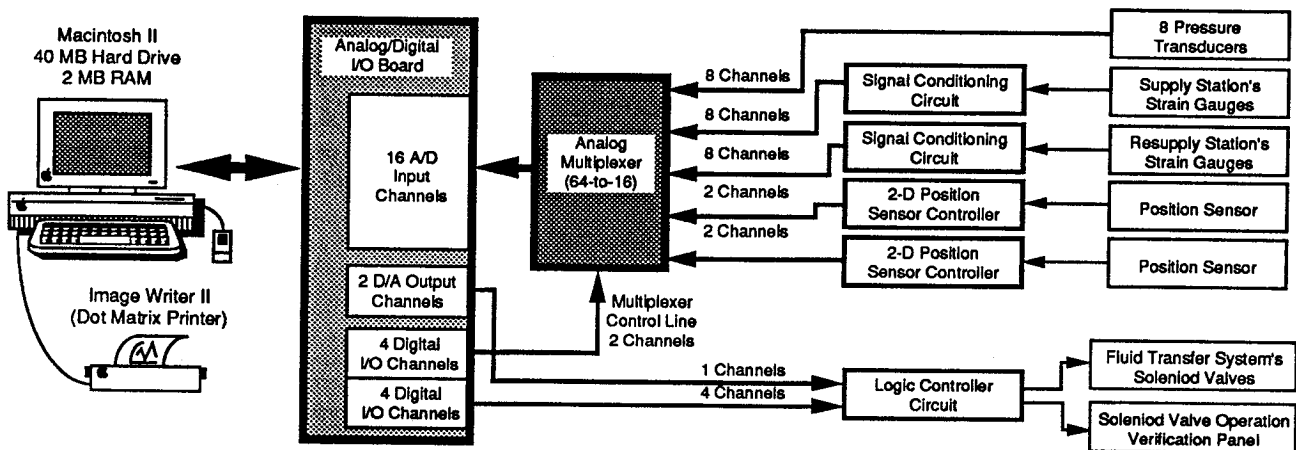 Macintosh II
40 MB Hard Drive
2 MB RAM
Image Writer II
(Dot Matrix Printer)
Analog/Digital
I/O Board
16 A/D
Input
Channels
2 D/A Output
Channels
4 Digital
I/O Channels
4 Digital
I/O Channels
Analog
Multiplexer
(64-to-16)
Multiplexer
Control Line
2 Channels
8 Channels
8 Channels
8 Channels
2 Channels
2 Channels
1 Channels
4 Channels
Signal Conditioning
Circuit
Signal Conditioning
Circuit
2-D Position
Sensor Controller
2-D Position
Sensor Controller
Logic Controller
Circuit
8 Pressure
Transducers
Supply Station's
Strain Gauges
Resupply Station's
Strain Gauges
Position Sensor
Position Sensor
Fluid Transfer System's
Soleniod Valves
Soleniod Valve Operation
Verification Panel